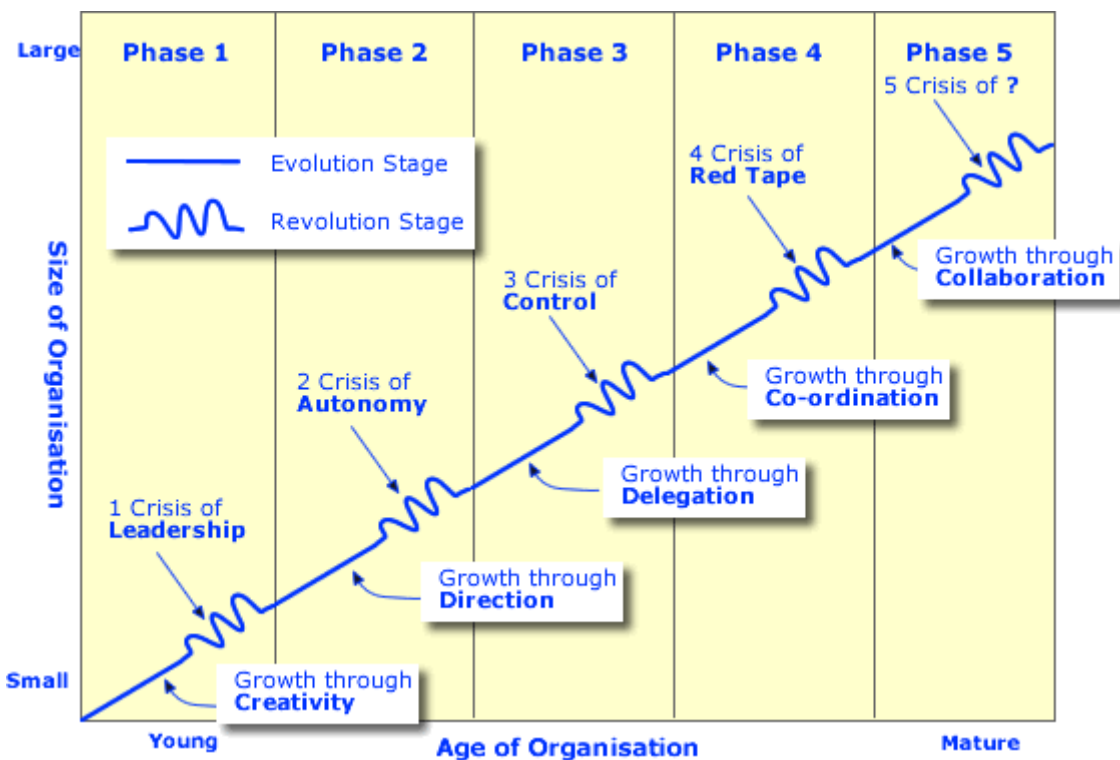 Large
Phase 1
Phase 2
Phase 3
Phase 4
Phase 5
5 Crisis of ?
Evolution Stage
Revolution Stage
4 Crisis of
Red Tape
Growth through
Collaboration
3 Crisis of
Control
Growth through
Co-ordination
2 Crisis of
Autonomy
Growth through
Delegation
1 Crisis of
Leadership
Growth through
Direction
Growth through
Creativity
Size of Organisation
Small
Young
Age of Organisation
Mature